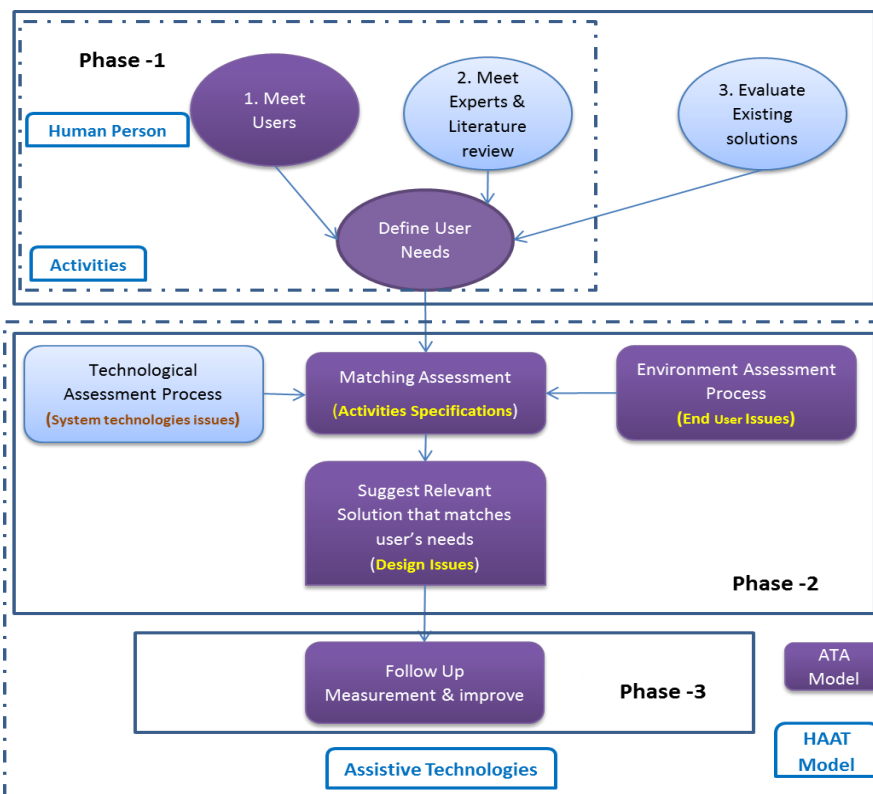 Phase -1
1. Meet
Users
2. Meet
Experts &
Literature
review
3. Evaluate
Existing
solutions
Human Person
Define User
Needs
Activities
Technological
Assessment Process
(System technologies issues)
Matching Assessment
(Activities Specifications)
Environment Assessment
Process
(End User Issues)
Suggest Relevant
Solution that matches
user's needs
(Design Issues)
Phase -2
Follow Up
Measurement & improve
Phase -3
ATA
Model
HAAT
Model
Assistive Technologies